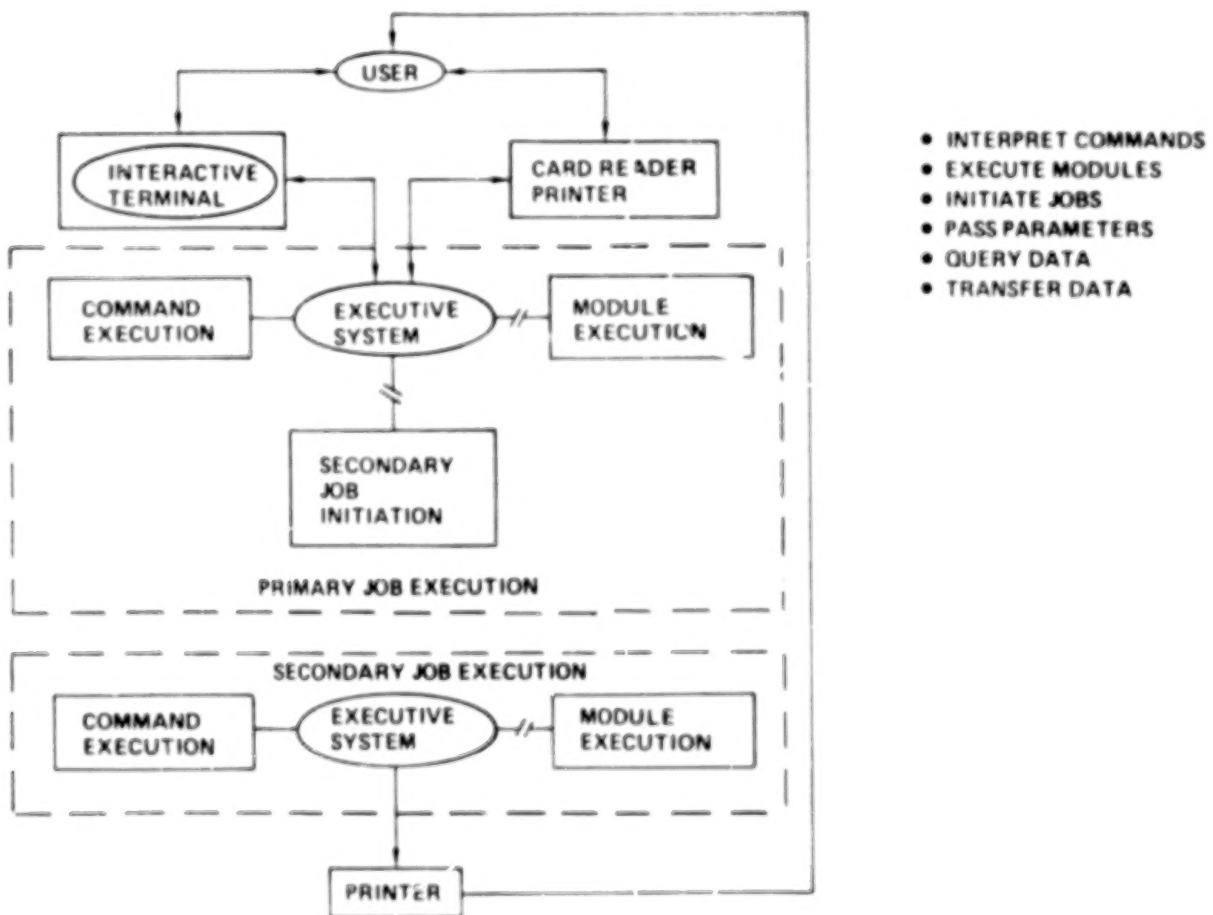 USER
INTERACTIVE
TERMINAL
CARD READER
PRINTER
• INTERPRET COMMANDS
• EXECUTE MODULES
• INITIATE JOBS
• PASS PARAMETERS
• QUERY DATA
• TRANSFER DATA
COMMAND
EXECUTION
EXECUTIVE
SYSTEM
MODULE
EXECUTION
SECONDARY
JOB
INITIATION
PRIMARY JOB EXECUTION
SECONDARY JOB EXECUTION
COMMAND
EXECUTION
EXECUTIVE
SYSTEM
MODULE
EXECUTION
PRINTER